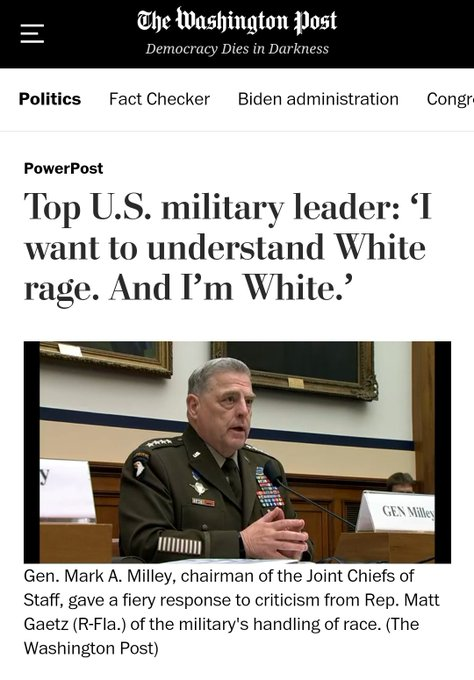 The Washington Post
Democracy Dies in Darkness
Politics Fact Checker Biden administration Congr
PowerPost
Top U.S. military leader: ‘I
want to understand White
rage. And I’m White.’
y
GEN Milley
Gen. Mark A. Milley, chairman of the Joint Chiefs of
Staff, gave a fiery response to criticism from Rep. Matt
Gaetz (R-Fla.) of the military's handling of race. (The
Washington Post)